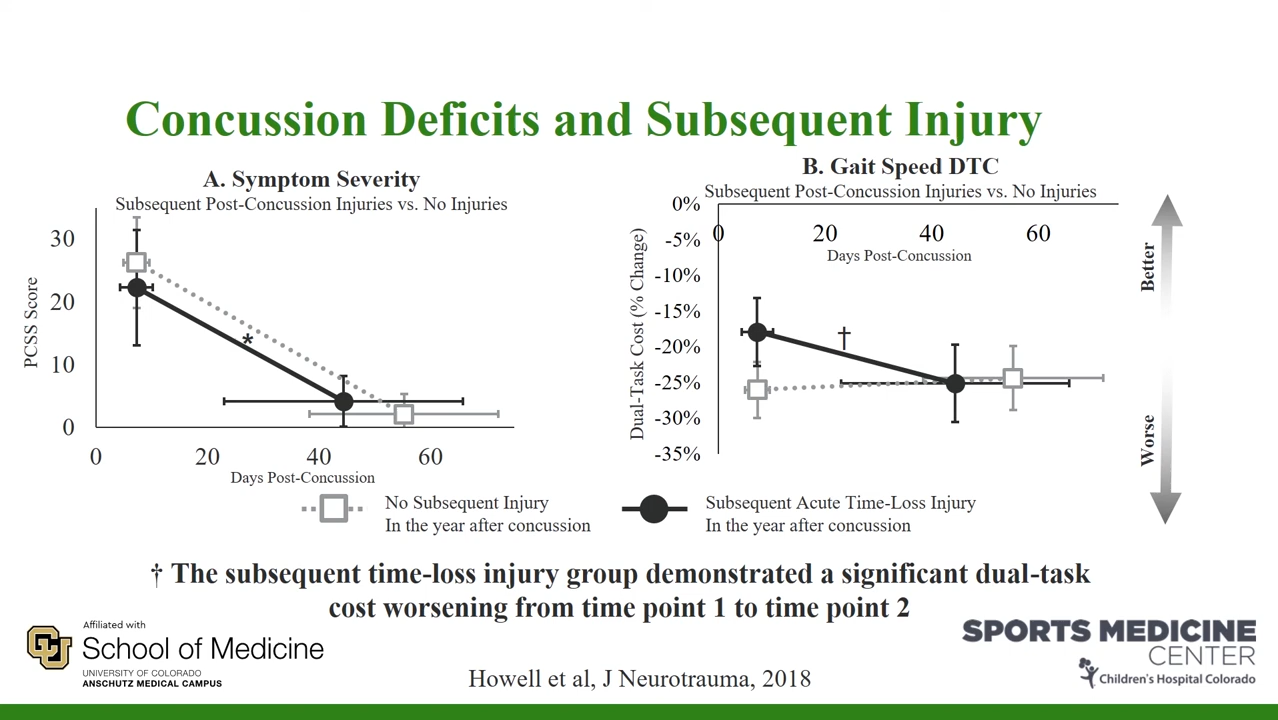 Concussion Deficits and Subsequent Injury
A. Symptom Severity
Subsequent Post-Concussion Injuries vs. No Injuries
PCSS Score
30
20
10
0
*
0 20 40 60
Days Post-Concussion
B. Gait Speed DTC
Subsequent Post-Concussion Injuries vs. No Injuries
Dual-Task Cost (% Change)
0%
-5%
-10%
-15%
-20%
-25%
-30%
-35%
0 20 40 60
Days Post-Concussion
†
Better
Worse
No Subsequent Injury
In the year after concussion
Subsequent Acute Time-Loss Injury
In the year after concussion
† The subsequent time-loss injury group demonstrated a significant dual-task
cost worsening from time point 1 to time point 2
Affiliated with
CU
School of Medicine
UNIVERSITY OF COLORADO
ANSCHUTZ MEDICAL CAMPUS
Howell et al, J Neurotrauma, 2018
SPORTS MEDICINE
CENTER
Children's Hospital Colorado